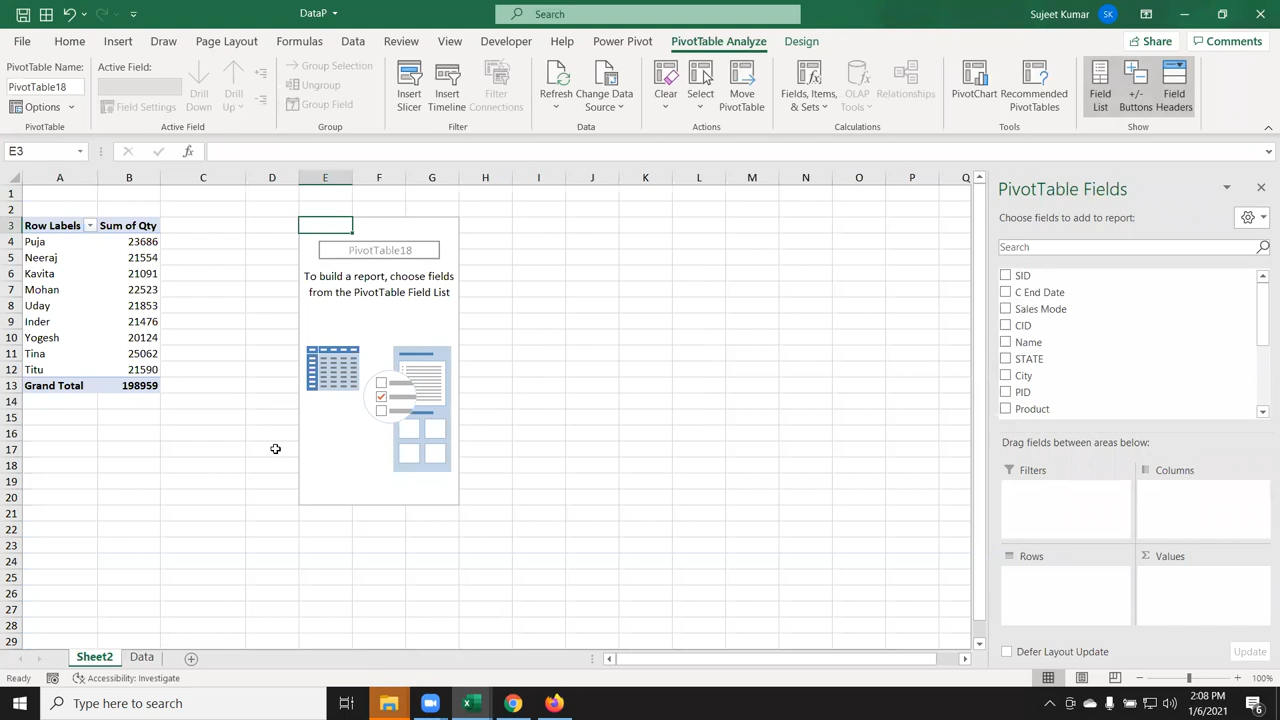 DataP
Search
Sujeet Kumar
SK
File
Home
Insert
Draw
Page Layout
Formulas
Data
Review
View
Developer
Help
Power Pivot
PivotTable Analyze
Design
Share
Comments
PivotTable Name:
PivotTable18
Options
PivotTable
Active Field:
Field Settings
Drill Down
Drill Up
Active Field
Group Selection
Ungroup
Group Field
Group
Insert Slicer
Insert Timeline
Filter Connections
Filter
Refresh
Change Data Source
Data
Clear
Select
Move PivotTable
Actions
Fields, Items, & Sets
OLAP Tools
Relationships
Calculations
PivotChart
Recommended PivotTables
Tools
Field List
+/- Buttons
Field Headers
Show
E3
fx
A B C D E F G H I J K L M N O P Q
1
2
3 Row Labels Sum of Qty
4 Puja 23686
5 Neeraj 21554
6 Kavita 21091
7 Mohan 22523
8 Uday 21853
9 Inder 21476
10 Yogesh 20124
11 Tina 25062
12 Titu 21590
13 Grand Total 198959
14
15
16
17
18
19
20
21
22
23
24
25
26
27
28
29
PivotTable18
To build a report, choose fields
from the PivotTable Field List
PivotTable Fields
Choose fields to add to report:
Search
SID
C End Date
Sales Mode
CID
Name
STATE
City
PID
Product
Drag fields between areas below:
Filters
Columns
Rows
Σ Values
Defer Layout Update
Update
Sheet2
Data
Ready
Accessibility: Investigate
100%
Type here to search
2:08 PM
1/6/2021
6